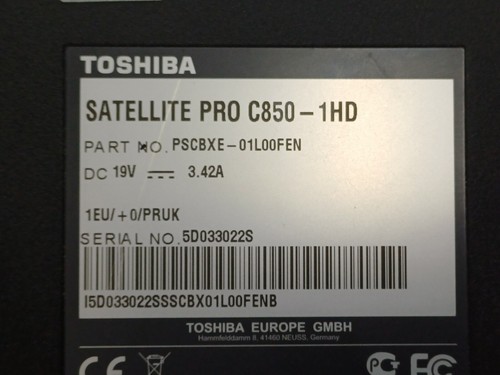 TOSHIBA
SATELLITE PRO C850-1HD
PART NO. PSCBXE-01L00FEN
DC 19V 3.42A
1EU/+0/PRUK
SERIAL NO. 5D033022S
I5D033022SSSCBX01L00FENB
TOSHIBA EUROPE GMBH
Hammfelddamm 8, 41460 NEUSS, Germany